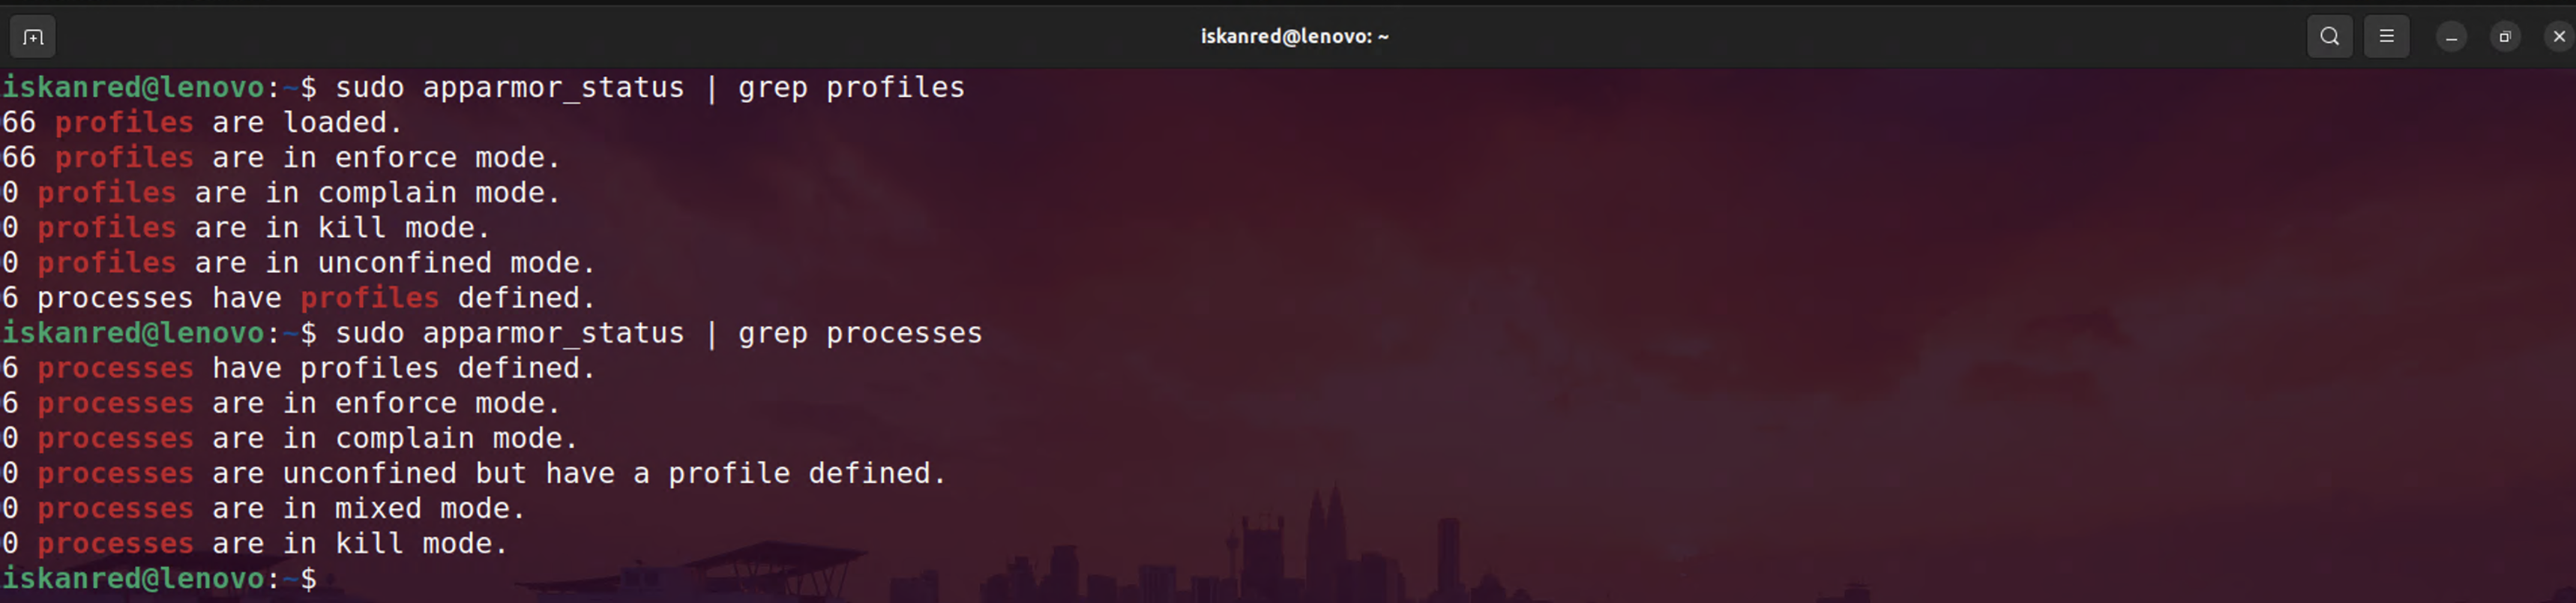 iskanred@lenovo: ~
iskanred@lenovo:~$ sudo apparmor_status | grep profiles
66 profiles are loaded.
66 profiles are in enforce mode.
0 profiles are in complain mode.
0 profiles are in kill mode.
0 profiles are in unconfined mode.
6 processes have profiles defined.
iskanred@lenovo:~$ sudo apparmor_status | grep processes
6 processes have profiles defined.
6 processes are in enforce mode.
0 processes are in complain mode.
0 processes are unconfined but have a profile defined.
0 processes are in mixed mode.
0 processes are in kill mode.
iskanred@lenovo:~$